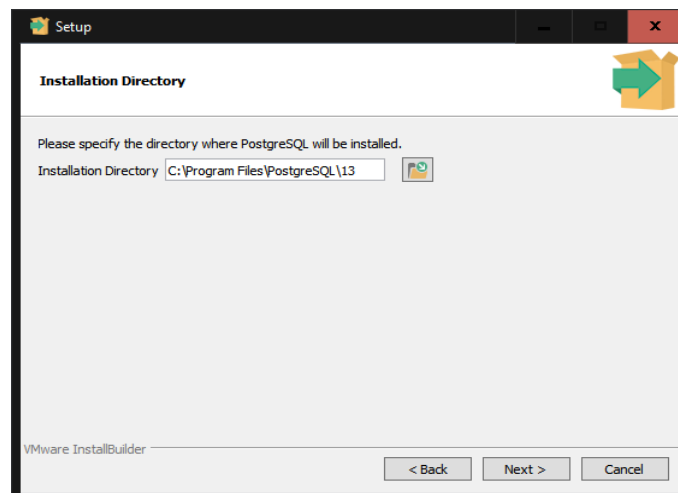 Setup
Installation Directory
Please specify the directory where PostgreSQL will be installed.
Installation Directory C:\Program Files\PostgreSQL\13
VMware InstallBuilder
< Back Next > Cancel